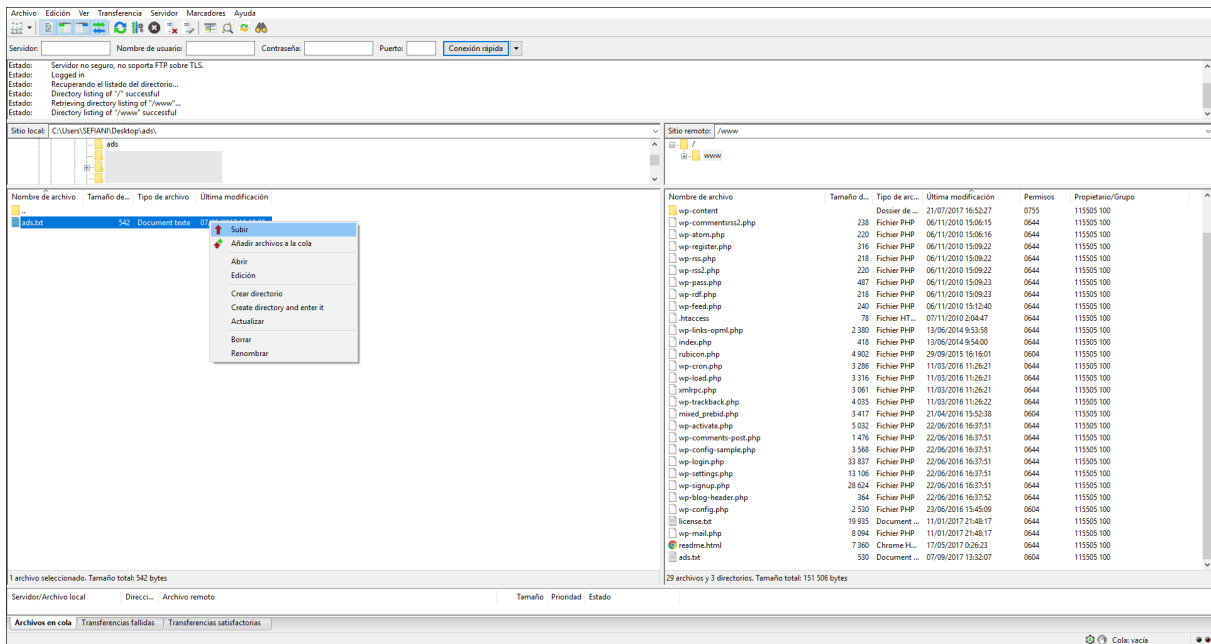 Archivo Edición Ver Transferencia Servidor Marcadores Ayuda
Servidor: Nombre de usuario: Contraseña: Puerto: Conexión rápida
Estado: Servidor no seguro, no soporta FTP sobre TLS.
Estado: Logged in
Estado: Recuperando el listado del directorio...
Estado: Directory listing of "/" successful
Estado: Retrieving directory listing of "/www"...
Estado: Directory listing of "/www" successful
Sitio local: C:\Users\SEFIANI\Desktop\ads\
ads
Sitio remoto: /www
/
www
Nombre de archivo Tamaño de... Tipo de archivo Última modificación
..
ads.txt 542 Document texte
Subir
Añadir archivos a la cola
Abrir
Edición
Crear directorio
Create directory and enter it
Actualizar
Borrar
Renombrar
1 archivo seleccionado. Tamaño total: 542 bytes
Nombre de archivo Tamaño d... Tipo de arc... Última modificación Permisos Propietario/Grupo
wp-content Dossier de ... 21/07/2017 16:52:27 0755 115505 100
wp-commentsrss2.php 238 Fichier PHP 06/11/2010 15:06:15 0644 115505 100
wp-atom.php 220 Fichier PHP 06/11/2010 15:06:16 0644 115505 100
wp-register.php 316 Fichier PHP 06/11/2010 15:09:22 0644 115505 100
wp-rss.php 218 Fichier PHP 06/11/2010 15:09:22 0644 115505 100
wp-rss2.php 220 Fichier PHP 06/11/2010 15:09:22 0644 115505 100
wp-pass.php 487 Fichier PHP 06/11/2010 15:09:23 0644 115505 100
wp-rdf.php 218 Fichier PHP 06/11/2010 15:09:23 0644 115505 100
wp-feed.php 240 Fichier PHP 06/11/2010 15:12:40 0644 115505 100
.htaccess 78 Fichier HT... 07/11/2010 2:04:47 0644 115505 100
wp-links-opml.php 2 380 Fichier PHP 13/06/2014 9:53:58 0644 115505 100
index.php 418 Fichier PHP 13/06/2014 9:54:00 0644 115505 100
rubicon.php 4 902 Fichier PHP 29/09/2015 16:16:01 0604 115505 100
wp-cron.php 3 286 Fichier PHP 11/03/2016 11:26:21 0644 115505 100
wp-load.php 3 316 Fichier PHP 11/03/2016 11:26:21 0644 115505 100
xmlrpc.php 3 061 Fichier PHP 11/03/2016 11:26:21 0644 115505 100
wp-trackback.php 4 035 Fichier PHP 11/03/2016 11:26:22 0644 115505 100
mixed_prebid.php 3 417 Fichier PHP 21/04/2016 15:52:38 0604 115505 100
wp-activate.php 5 032 Fichier PHP 22/06/2016 16:37:51 0644 115505 100
wp-comments-post.php 1 476 Fichier PHP 22/06/2016 16:37:51 0644 115505 100
wp-config-sample.php 3 568 Fichier PHP 22/06/2016 16:37:51 0644 115505 100
wp-login.php 33 837 Fichier PHP 22/06/2016 16:37:51 0644 115505 100
wp-settings.php 13 106 Fichier PHP 22/06/2016 16:37:51 0644 115505 100
wp-signup.php 28 624 Fichier PHP 22/06/2016 16:37:51 0644 115505 100
wp-blog-header.php 364 Fichier PHP 22/06/2016 16:37:52 0644 115505 100
wp-config.php 2 530 Fichier PHP 23/06/2016 15:45:09 0604 115505 100
license.txt 19 935 Document ... 11/01/2017 21:48:17 0644 115505 100
wp-mail.php 8 094 Fichier PHP 11/01/2017 21:48:17 0644 115505 100
readme.html 7 360 Chrome H... 17/05/2017 0:26:23 0644 115505 100
ads.txt 530 Document ... 07/09/2017 13:32:07 0644 115505 100
29 archivos y 3 directorios. Tamaño total: 151 506 bytes
Servidor/Archivo local Direcci... Archivo remoto Tamaño Prioridad Estado
Archivos en cola Transferencias fallidas Transferencias satisfactorias
Cola: vacía